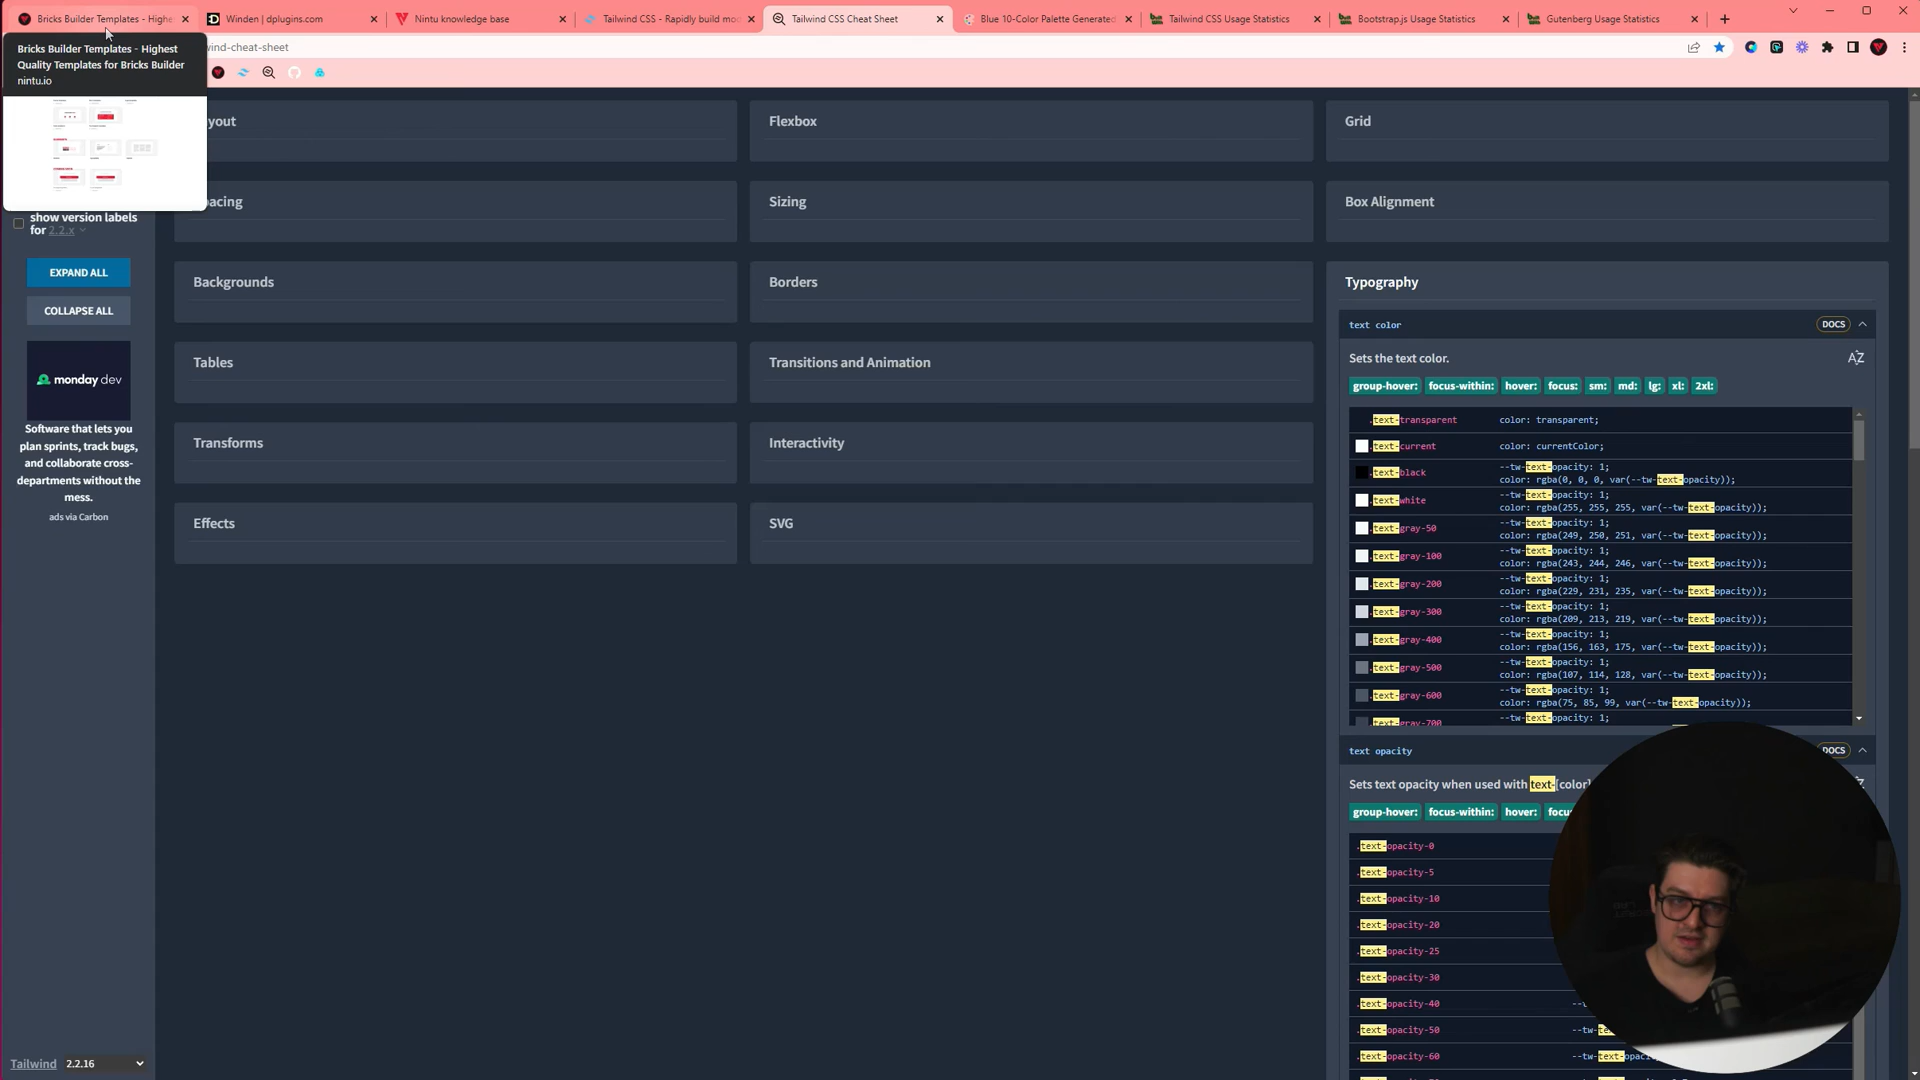 Bricks Builder Templates - Highe
Winden | dplugins.com
Nintu knowledge base
Tailwind CSS - Rapidly build mo
Tailwind CSS Cheat Sheet
Blue 10-Color Palette Generated
Tailwind CSS Usage Statistics
Bootstrap.js Usage Statistics
Gutenberg Usage Statistics
Bricks Builder Templates - Highest
Quality Templates for Bricks Builder
nintu.io
wind-cheat-sheet
show version labels
for 2.2.x
EXPAND ALL
COLLAPSE ALL
monday dev
Software that lets you
plan sprints, track bugs,
and collaborate cross-
departments without the
mess.
ads via Carbon
Tailwind 2.2.16
yout
Flexbox
Grid
pacing
Sizing
Box Alignment
Backgrounds
Borders
Typography
Tables
Transitions and Animation
Transforms
Interactivity
Effects
SVG
text color
DOCS
Sets the text color.
AZ
group-hover: focus-within: hover: focus: sm: md: lg: xl: 2xl:
.text-transparent color: transparent;
.text-current color: currentColor;
.text-black --tw-text-opacity: 1;
color: rgba(0, 0, 0, var(--tw-text-opacity));
.text-white --tw-text-opacity: 1;
color: rgba(255, 255, 255, var(--tw-text-opacity));
.text-gray-50 --tw-text-opacity: 1;
color: rgba(249, 250, 251, var(--tw-text-opacity));
.text-gray-100 --tw-text-opacity: 1;
color: rgba(243, 244, 246, var(--tw-text-opacity));
.text-gray-200 --tw-text-opacity: 1;
color: rgba(229, 231, 235, var(--tw-text-opacity));
.text-gray-300 --tw-text-opacity: 1;
color: rgba(209, 213, 219, var(--tw-text-opacity));
.text-gray-400 --tw-text-opacity: 1;
color: rgba(156, 163, 175, var(--tw-text-opacity));
.text-gray-500 --tw-text-opacity: 1;
color: rgba(107, 114, 128, var(--tw-text-opacity));
.text-gray-600 --tw-text-opacity: 1;
color: rgba(75, 85, 99, var(--tw-text-opacity));
.text-gray-700 --tw-text-opacity: 1;
text opacity
DOCS
Sets text opacity when used with text-[color]
group-hover: focus-within: hover: focu
.text-opacity-0
.text-opacity-5
.text-opacity-10
.text-opacity-20
.text-opacity-25
.text-opacity-30
.text-opacity-40
.text-opacity-50 --tw-te
.text-opacity-60 --tw-text-opacity